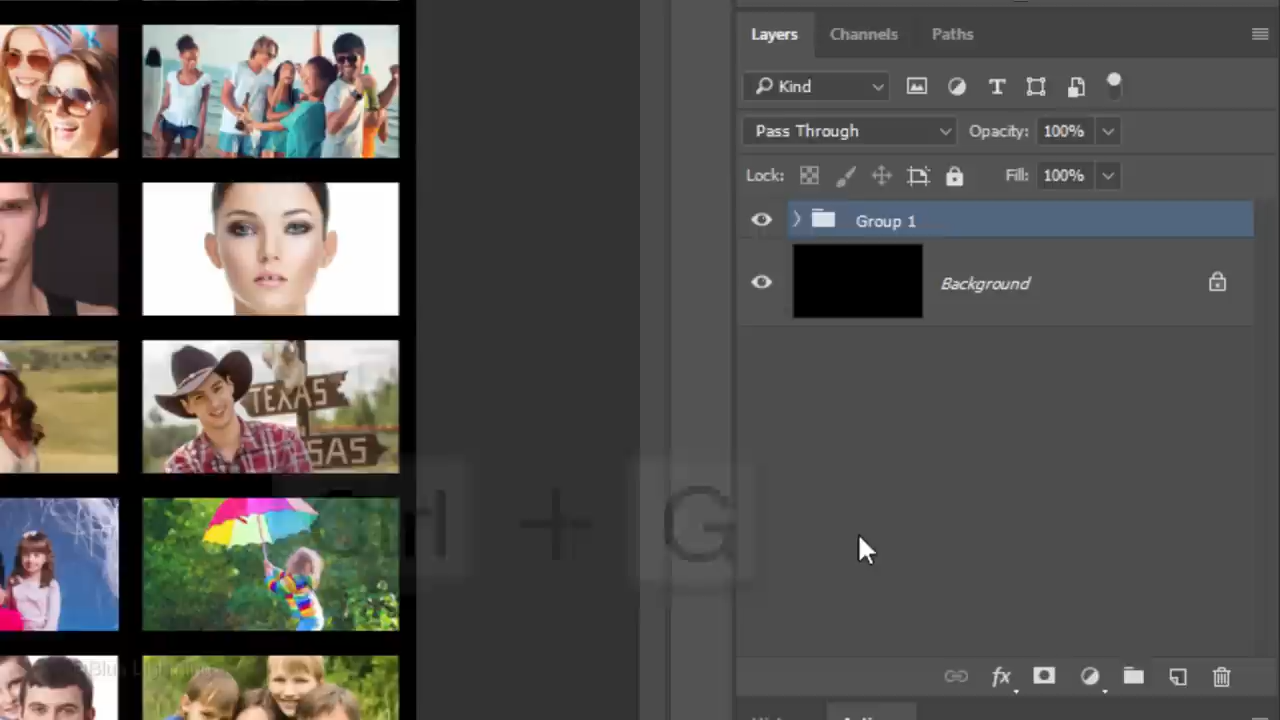 Layers Channels Paths
Kind
Pass Through Opacity: 100%
Lock: Fill: 100%
Group 1
Background
TEXAS
SAS
+ G
fx